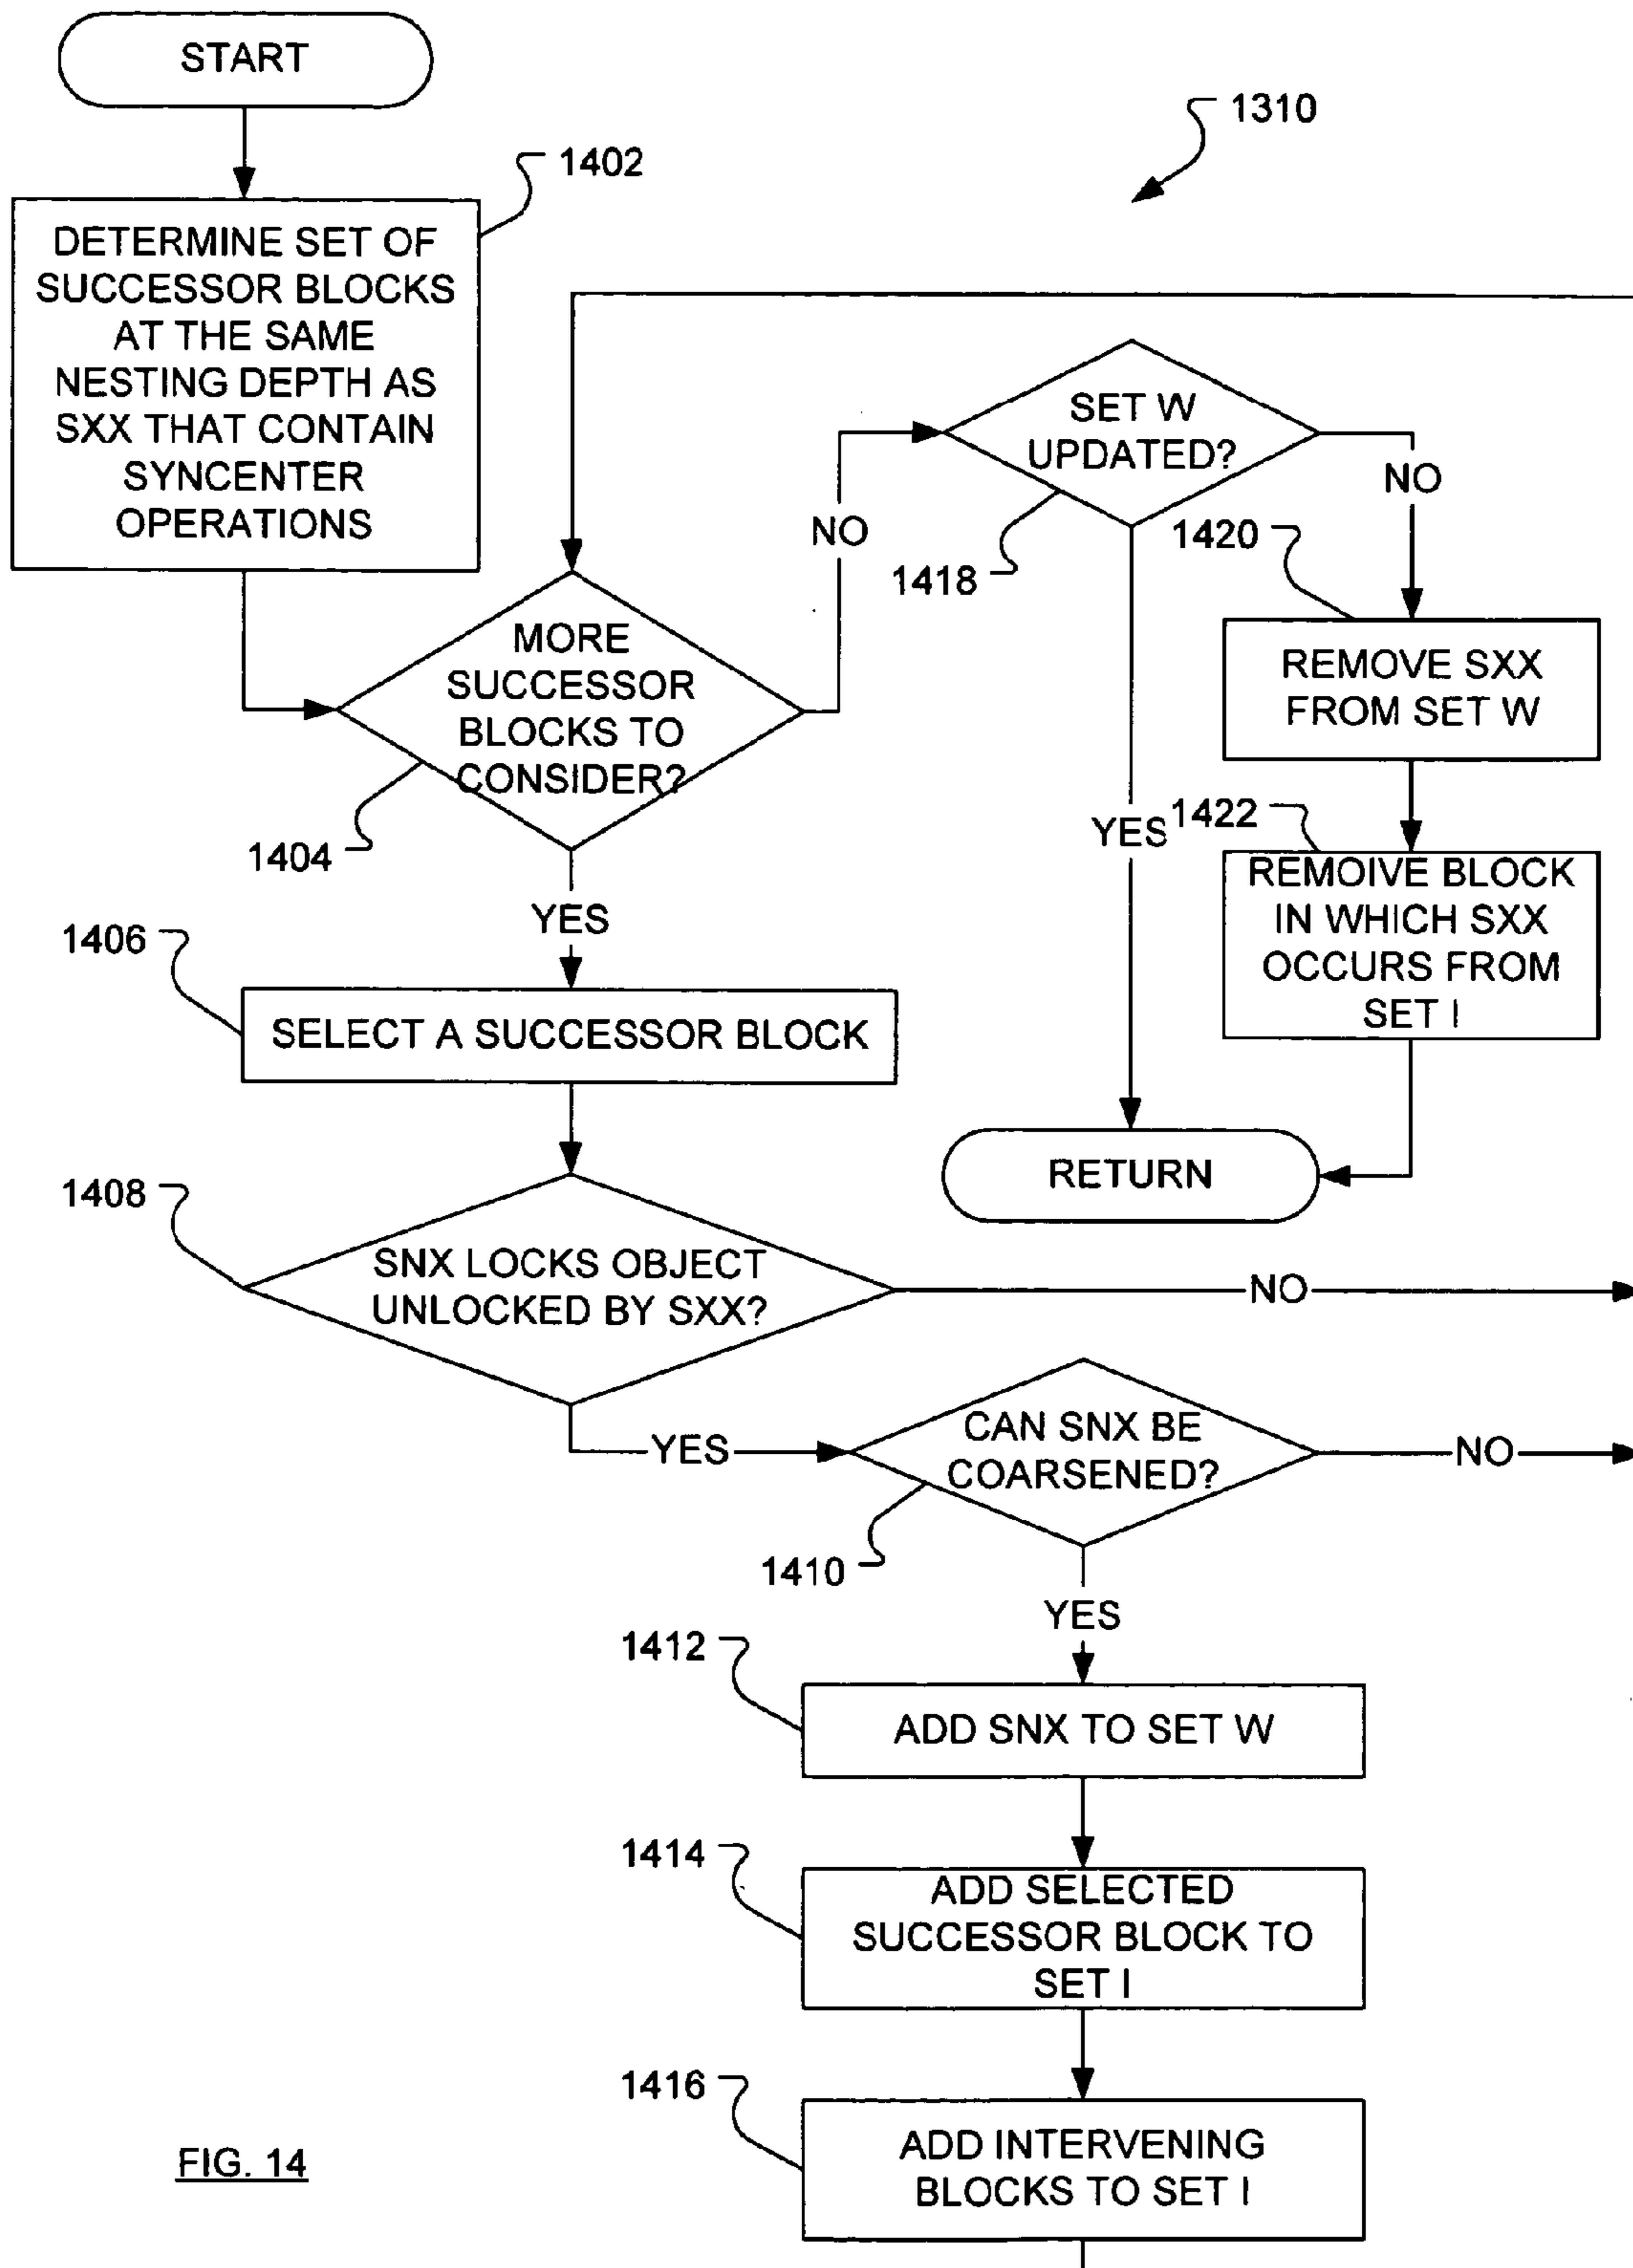 START
1310
1402
DETERMINE SET OF
SUCCESSOR BLOCKS
AT THE SAME
NESTING DEPTH AS
SXX THAT CONTAIN
SYNCENTER
OPERATIONS
SET W
UPDATED?
NO
NO
1418
1420
MORE
SUCCESSOR
BLOCKS TO
CONSIDER?
1404
REMOVE SXX
FROM SET W
YES
1422
REMOIVE BLOCK
IN WHICH SXX
OCCURS FROM
SET I
YES
1406
SELECT A SUCCESSOR BLOCK
RETURN
1408
SNX LOCKS OBJECT
UNLOCKED BY SXX?
NO
YES
CAN SNX BE
COARSENED?
NO
1410
YES
1412
ADD SNX TO SET W
1414
ADD SELECTED
SUCCESSOR BLOCK TO
SET I
1416
ADD INTERVENING
BLOCKS TO SET I
FIG. 14